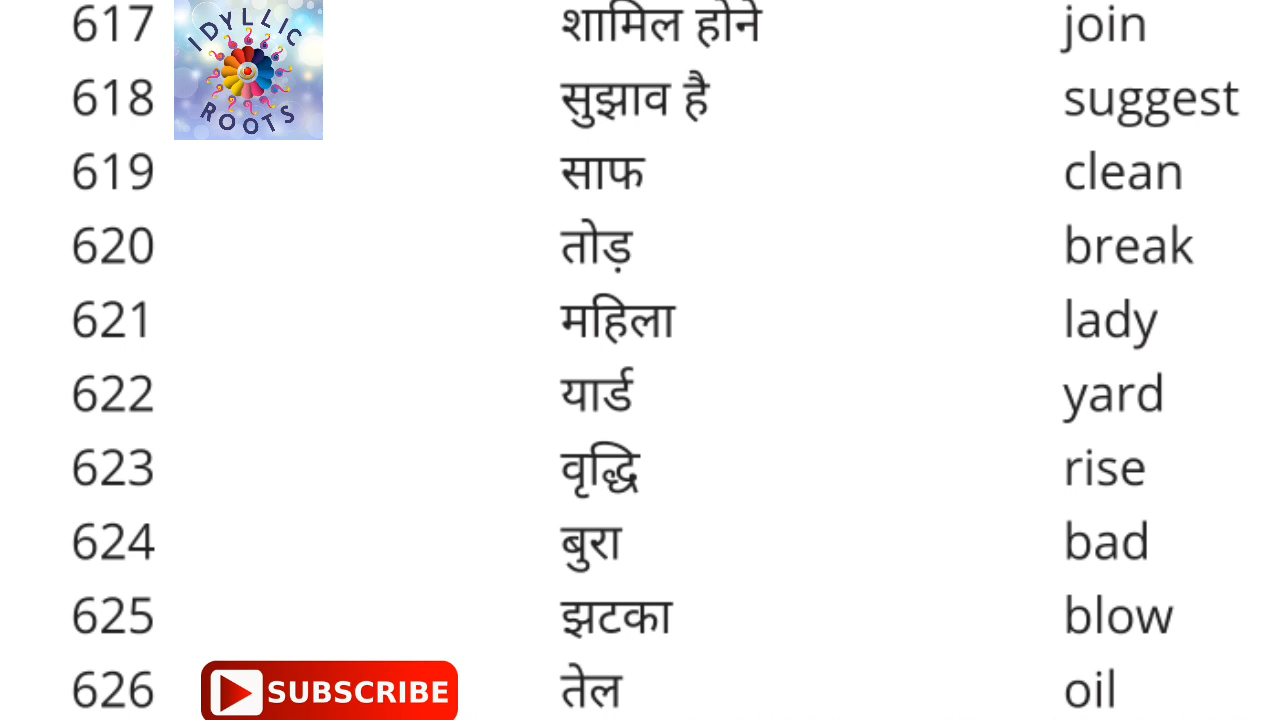 617 शामिल होने join
IDYLLIC ROOTS
618 सुझाव है suggest
619 साफ clean
620 तोड़ break
621 महिला lady
622 यार्ड yard
623 वृद्धि rise
624 बुरा bad
625 झटका blow
626 SUBSCRIBE तेल oil